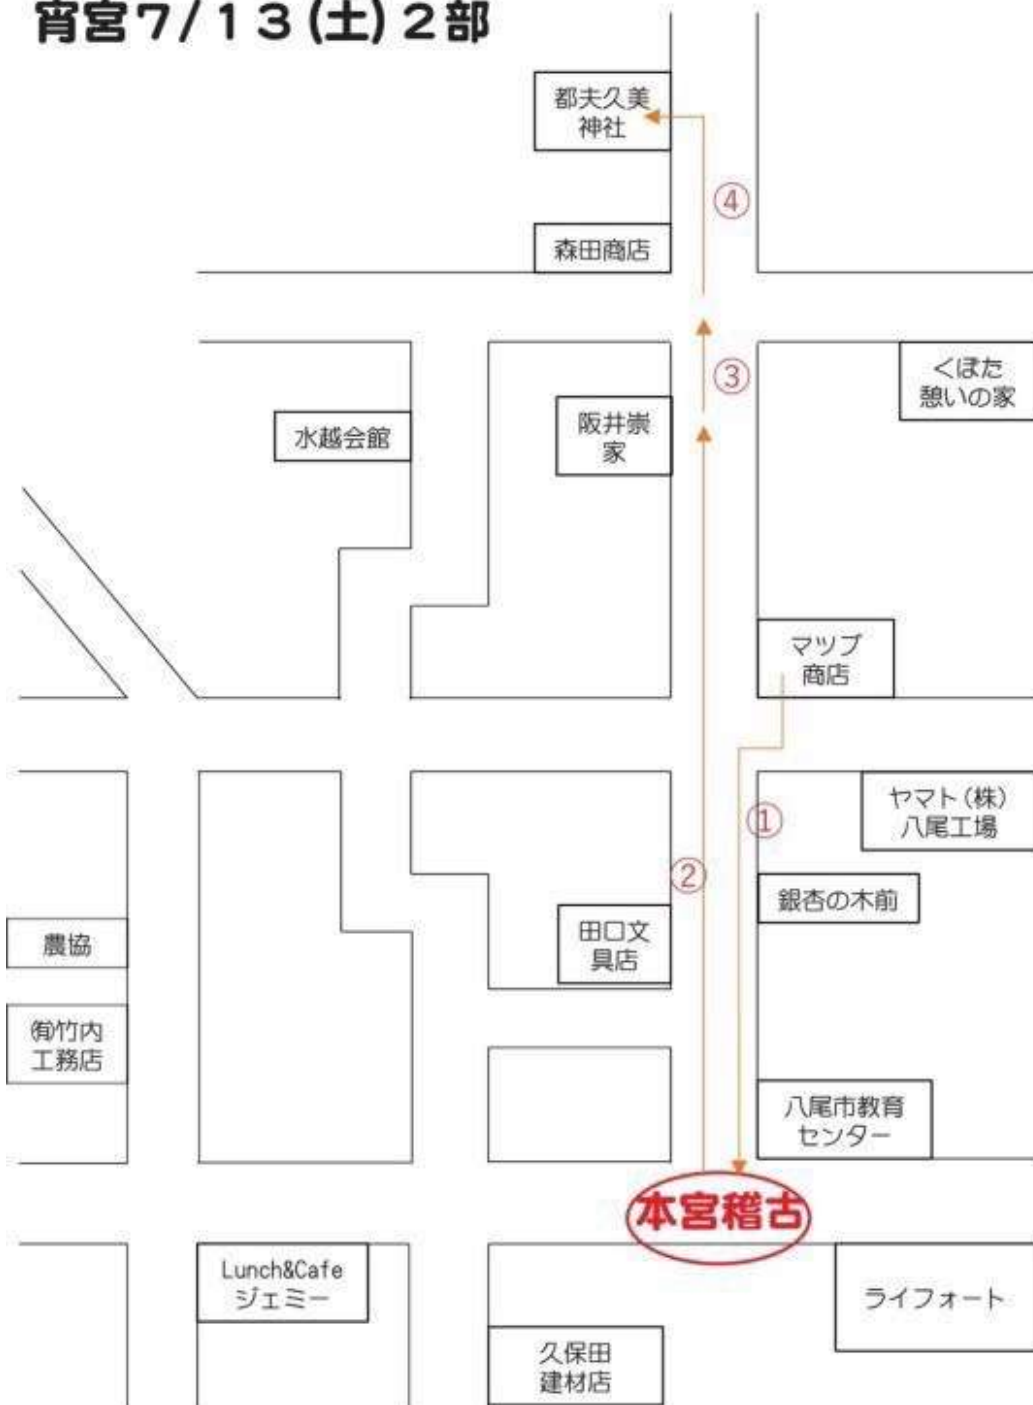 宵宮7/13(土)2部
都夫久美
神社
④
森田商店
③
くぼた
憩いの家
水越会館
阪井崇
家
マツブ
商店
ヤマト(株)
八尾工場
①
②
銀杏の木前
田口文
具店
農協
㈲竹内
工務店
八尾市教育
センター
本宮稽古
Lunch&Cafe
ジェミー
ライフォート
久保田
建材店